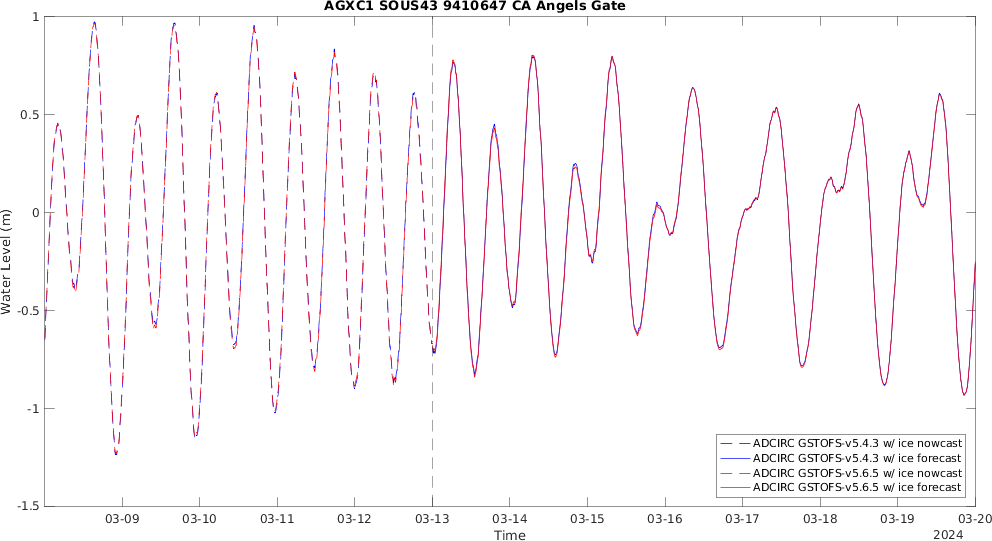 AGXC1 SOUS43 9410647 CA Angels Gate
1
0.5
0
-0.5
-1
-1.5
Water Level (m)
03-09 03-10 03-11 03-12 03-13 03-14 03-15 03-16 03-17 03-18 03-19 03-20
Time
2024
ADCIRC GSTOFS-v5.4.3 w/ ice nowcast
ADCIRC GSTOFS-v5.4.3 w/ ice forecast
ADCIRC GSTOFS-v5.6.5 w/ ice nowcast
ADCIRC GSTOFS-v5.6.5 w/ ice forecast